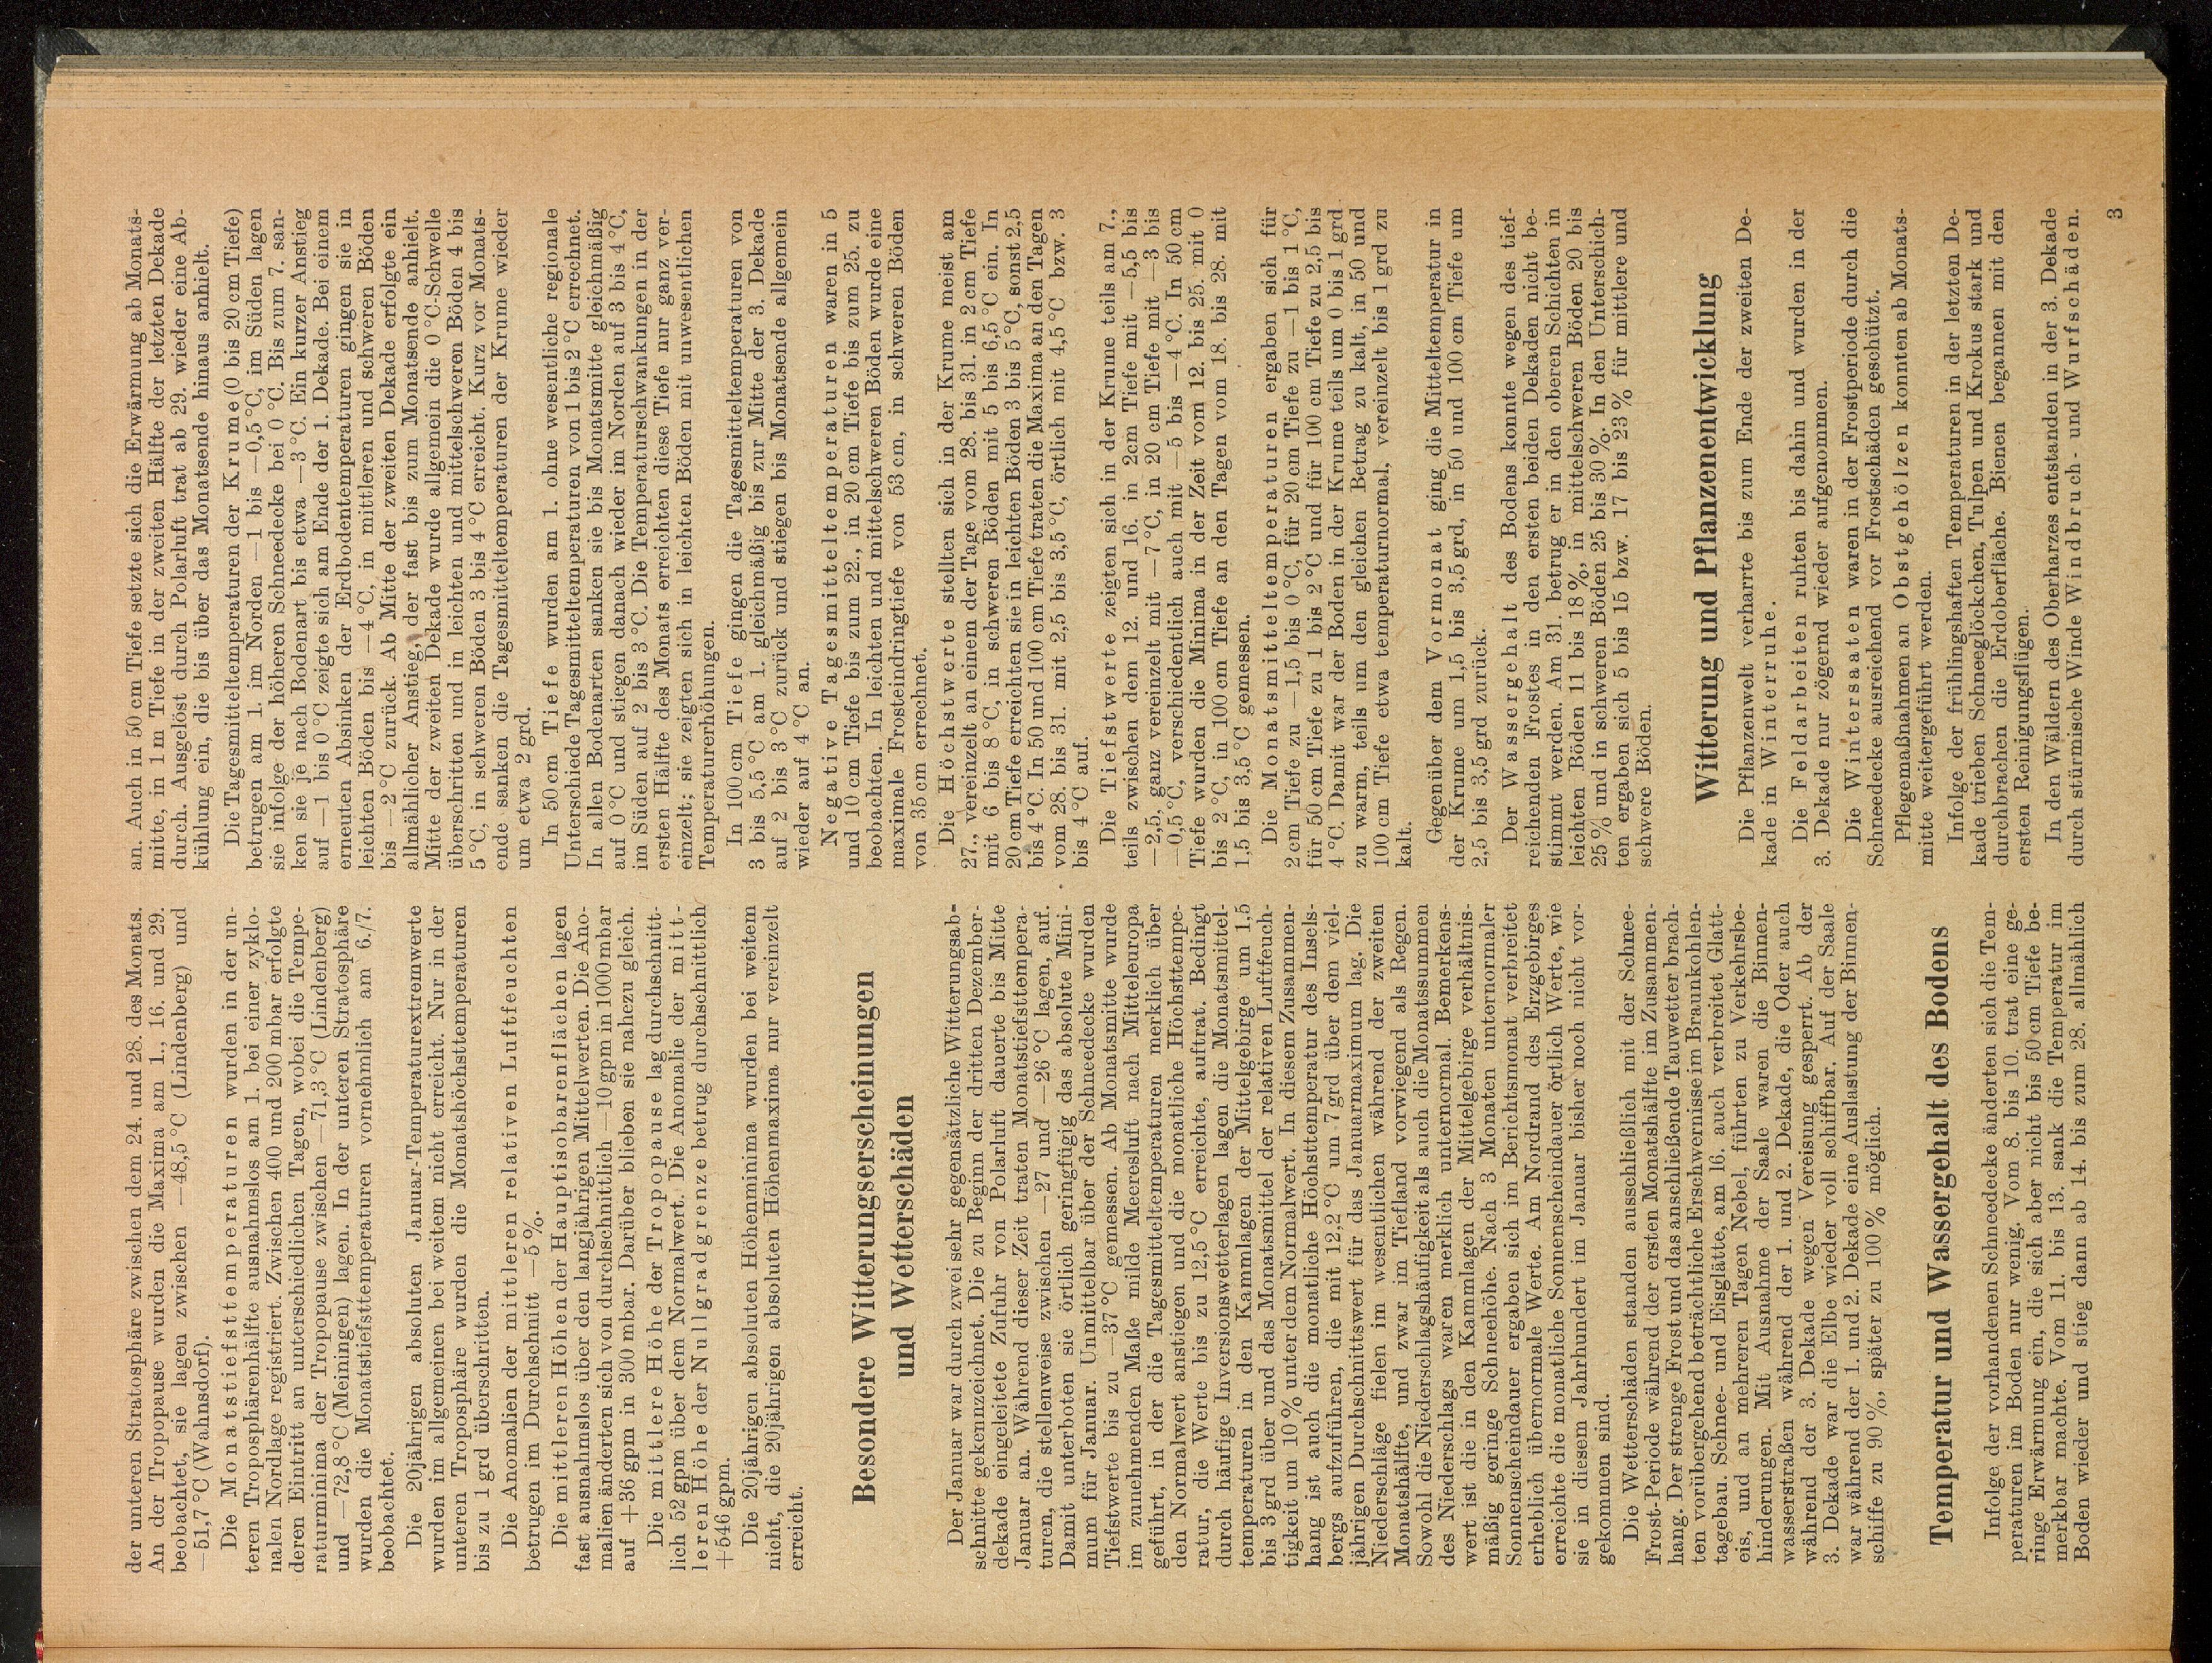 der unteren Stratosphäre zwischen dem 24. und 28. des Monats.
An der Tropopause wurden die Maxima am 1., 16. und 29.
beobachtet, sie lagen zwischen —48,5 °C (Lindenberg) und
—51,7 °C (Wahnsdorf).
Die Monatstiefsttemperaturen wurden in der un-
teren Troposphärenhälfte ausnahmslos am 1. bei einer zyklo-
nalen Nordlage registriert. Zwischen 400 und 200 mbar erfolgte
deren Eintritt an unterschiedlichen Tagen, wobei die Tempe-
raturminima der Tropopause zwischen —71,3 °C (Lindenberg)
und —72,8 °C (Meiningen) lagen. In der unteren Stratosphäre
wurden die Monatstiefsttemperaturen vornehmlich am 6./7.
beobachtet.
Die 20jährigen absoluten Januar-Temperaturextremwerte
wurden im allgemeinen bei weitem nicht erreicht. Nur in der
unteren Troposphäre wurden die Monatshöchsttemperaturen
bis zu 1 grd überschritten.
Die Anomalien der mittleren relativen Luftfeuchten
betrugen im Durchschnitt —5 %.
Die mittleren Höhen der Hauptisobarenflächen lagen
fast ausnahmslos über den langjährigen Mittelwerten. Die Ano-
malien änderten sich von durchschnittlich —10 gpm in 1000 mbar
auf +36 gpm in 300 mbar. Darüber blieben sie nahezu gleich.
Die mittlere Höhe der Tropopause lag durchschnitt-
lich 52 gpm über dem Normalwert. Die Anomalie der mitt-
leren Höhe der Nullgradgrenze betrug durchschnittlich
+546 gpm.
Die 20jährigen absoluten Höhenminima wurden bei weitem
nicht, die 20jährigen absoluten Höhenmaxima nur vereinzelt
erreicht.
Besondere Witterungserscheinungen
und Wetterschäden
Der Januar war durch zwei sehr gegensätzliche Witterungsab-
schnitte gekennzeichnet. Die zu Beginn der dritten Dezember-
dekade eingeleitete Zufuhr von Polarluft dauerte bis Mitte
Januar an. Während dieser Zeit traten Monatstiefsttempera-
turen, die stellenweise zwischen —27 und —26 °C lagen, auf.
Damit unterboten sie örtlich geringfügig das absolute Mini-
mum für Januar. Unmittelbar über der Schneedecke wurden
Tiefstwerte bis zu —37 °C gemessen. Ab Monatsmitte wurde
im zunehmenden Maße milde Meeresluft nach Mitteleuropa
geführt, in der die Tagesmitteltemperaturen merklich über
den Normalwert anstiegen und die monatliche Höchsttempe-
ratur, die Werte bis zu 12,5 °C erreichte, auftrat. Bedingt
durch häufige Inversionswetterlagen lagen die Monatsmittel-
temperaturen in den Kammlagen der Mittelgebirge um 1,5
bis 3 grd über und das Monatsmittel der relativen Luftfeuch-
tigkeit um 10 % unter dem Normalwert. In diesem Zusammen-
hang ist auch die monatliche Höchsttemperatur des Insels-
bergs aufzuführen, die mit 12,2 °C um 7 grd über dem viel-
jährigen Durchschnittswert für das Januarmaximum lag. Die
Niederschläge fielen im wesentlichen während der zweiten
Monatshälfte, und zwar im Tiefland vorwiegend als Regen.
Sowohl die Niederschlagshäufigkeit als auch die Monatssummen
des Niederschlags waren merklich unternormal. Bemerkens-
wert ist die in den Kammlagen der Mittelgebirge verhältnis-
mäßig geringe Schneehöhe. Nach 3 Monaten unternormaler
Sonnenscheindauer ergaben sich im Berichtsmonat verbreitet
erheblich übernormale Werte. Am Nordrand des Erzgebirges
erreichte die monatliche Sonnenscheindauer örtlich Werte, wie
sie in diesem Jahrhundert im Januar bisher noch nicht vor-
gekommen sind.
Die Wetterschäden standen ausschließlich mit der Schnee-
Frost-Periode während der ersten Monatshälfte im Zusammen-
hang. Der strenge Frost und das anschließende Tauwetter brach-
ten vorübergehend beträchtliche Erschwernisse im Braunkohlen-
tagebau. Schnee- und Eisglätte, am 16. auch verbreitet Glatt-
eis, und an mehreren Tagen Nebel, führten zu Verkehrsbe-
hinderungen. Mit Ausnahme der Saale waren die Binnen-
wasserstraßen während der 1. und 2. Dekade, die Oder auch
während der 3. Dekade wegen Vereisung gesperrt. Ab der
3. Dekade war die Elbe wieder voll schiffbar. Auf der Saale
war während der 1. und 2. Dekade eine Auslastung der Binnen-
schiffe zu 90 %, später zu 100 % möglich.
Temperatur und Wassergehalt des Bodens
Infolge der vorhandenen Schneedecke änderten sich die Tem-
peraturen im Boden nur wenig. Vom 8. bis 10. trat eine ge-
ringe Erwärmung ein, die sich aber nicht bis 50 cm Tiefe be-
merkbar machte. Vom 11. bis 13. sank die Temperatur im
Boden wieder und stieg dann ab 14. bis zum 28. allmählich
an. Auch in 50 cm Tiefe setzte sich die Erwärmung ab Monats-
mitte, in 1 m Tiefe in der zweiten Hälfte der letzten Dekade
durch. Ausgelöst durch Polarluft trat ab 29. wieder eine Ab-
kühlung ein, die bis über das Monatsende hinaus anhielt.
Die Tagesmitteltemperaturen der Krume (0 bis 20 cm Tiefe)
betrugen am 1. im Norden —1 bis —0,5 °C, im Süden lagen
sie infolge der höheren Schneedecke bei 0 °C. Bis zum 7. san-
ken sie je nach Bodenart bis etwa —3 °C. Ein kurzer Anstieg
auf —1 bis 0 °C zeigte sich am Ende der 1. Dekade. Bei einem
erneuten Absinken der Erdbodentemperaturen gingen sie in
leichten Böden bis —4 °C, in mittleren und schweren Böden
bis —2 °C zurück. Ab Mitte der zweiten Dekade erfolgte ein
allmählicher Anstieg, der fast bis zum Monatsende anhielt.
Mitte der zweiten Dekade wurde allgemein die 0 °C-Schwelle
überschritten und in leichten und mittelschweren Böden 4 bis
5 °C, in schweren Böden 3 bis 4 °C erreicht. Kurz vor Monats-
ende sanken die Tagesmitteltemperaturen der Krume wieder
um etwa 2 grd.
In 50 cm Tiefe wurden am 1. ohne wesentliche regionale
Unterschiede Tagesmitteltemperaturen von 1 bis 2 °C errechnet.
In allen Bodenarten sanken sie bis Monatsmitte gleichmäßig
auf 0 °C und stiegen danach wieder im Norden auf 3 bis 4 °C,
im Süden auf 2 bis 3 °C. Die Temperaturschwankungen in der
ersten Hälfte des Monats erreichten diese Tiefe nur ganz ver-
einzelt; sie zeigten sich in leichten Böden mit unwesentlichen
Temperaturerhöhungen.
In 100 cm Tiefe gingen die Tagesmitteltemperaturen von
3 bis 5,5 °C am 1. gleichmäßig bis zur Mitte der 3. Dekade
auf 2 bis 3 °C zurück und stiegen bis Monatsende allgemein
wieder auf 4 °C an.
Negative Tagesmitteltemperaturen waren in 5
und 10 cm Tiefe bis zum 22., in 20 cm Tiefe bis zum 25. zu
beobachten. In leichten und mittelschweren Böden wurde eine
maximale Frosteindringtiefe von 53 cm, in schweren Böden
von 35 cm errechnet.
Die Höchstwerte stellten sich in der Krume meist am
27., vereinzelt an einem der Tage vom 28. bis 31. in 2 cm Tiefe
mit 6 bis 8 °C, in schweren Böden mit 5 bis 6,5 °C ein. In
20 cm Tiefe erreichten sie in leichten Böden 3 bis 5 °C, sonst 2,5
bis 4 °C. In 50 und 100 cm Tiefe traten die Maxima an den Tagen
vom 28. bis 31. mit 2,5 bis 3,5 °C, örtlich mit 4,5 °C bzw. 3
bis 4 °C auf.
Die Tiefstwerte zeigten sich in der Krume teils am 7.,
teils zwischen dem 12. und 16. in 2cm Tiefe mit —5,5 bis
—2,5, ganz vereinzelt mit —7 °C, in 20 cm Tiefe mit —3 bis
—0,5 °C, verschiedentlich auch mit —5 bis —4 °C. In 50 cm
Tiefe wurden die Minima in der Zeit vom 12. bis 25. mit 0
bis 2 °C, in 100 cm Tiefe an den Tagen vom 18. bis 28. mit
1,5 bis 3,5 °C gemessen.
Die Monatsmitteltemperaturen ergaben sich für
2 cm Tiefe zu —1,5 bis 0 °C, für 20 cm Tiefe zu —1 bis 1 °C,
für 50 cm Tiefe zu 1 bis 2 °C und für 100 cm Tiefe zu 2,5 bis
4 °C. Damit war der Boden in der Krume teils um 0 bis 1 grd
zu warm, teils um den gleichen Betrag zu kalt, in 50 und
100 cm Tiefe etwa temperaturnormal, vereinzelt bis 1 grd zu
kalt.
Gegenüber dem Vormonat ging die Mitteltemperatur in
der Krume um 1,5 bis 3,5 grd, in 50 und 100 cm Tiefe um
2,5 bis 3,5 grd zurück.
Der Wassergehalt des Bodens konnte wegen des tief-
reichenden Frostes in den ersten beiden Dekaden nicht be-
stimmt werden. Am 31. betrug er in den oberen Schichten in
leichten Böden 11 bis 18 %, in mittelschweren Böden 20 bis
25 % und in schweren Böden 25 bis 30 %. In den Unterschich-
ten ergaben sich 5 bis 15 bzw. 17 bis 23 % für mittlere und
schwere Böden.
Witterung und Pflanzenentwicklung
Die Pflanzenwelt verharrte bis zum Ende der zweiten De-
kade in Winterruhe.
Die Feldarbeiten ruhten bis dahin und wurden in der
3. Dekade nur zögernd wieder aufgenommen.
Die Wintersaaten waren in der Frostperiode durch die
Schneedecke ausreichend vor Frostschäden geschützt.
Pflegemaßnahmen an Obstgehölzen konnten ab Monats-
mitte weitergeführt werden.
Infolge der frühlingshaften Temperaturen in der letzten De-
kade trieben Schneeglöckchen, Tulpen und Krokus stark und
durchbrachen die Erdoberfläche. Bienen begannen mit den
ersten Reinigungsflügen.
In den Wäldern des Oberharzes entstanden in der 3. Dekade
durch stürmische Winde Windbruch- und Wurfschäden.
3